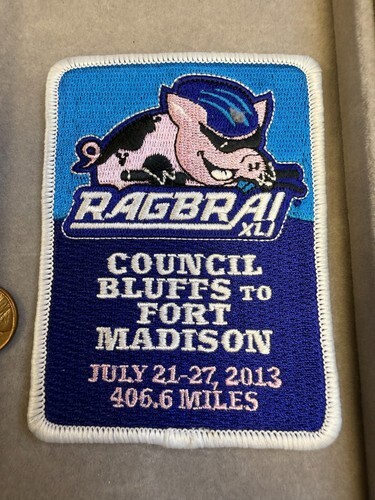 RAGBRAI
XLI
COUNCIL
BLUFFS TO
FORT
MADISON
JULY 21-27, 2013
406.6 MILES